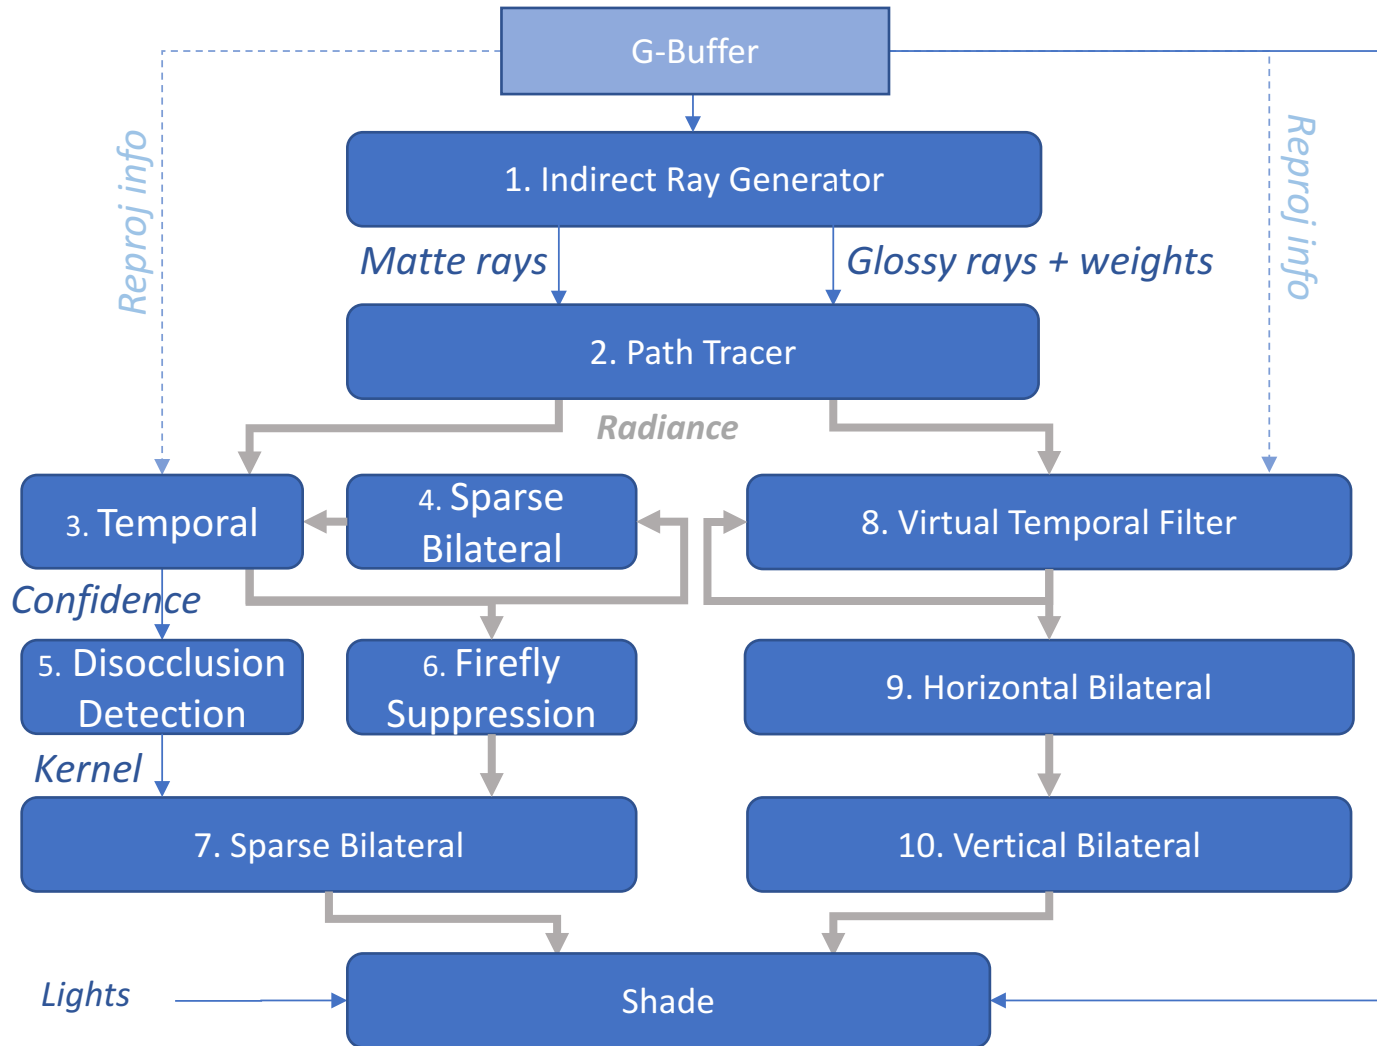 G-Buffer
Reproj info
Reproj info
1. Indirect Ray Generator
Matte rays
Glossy rays + weights
2. Path Tracer
Radiance
3. Temporal
4. Sparse
Bilateral
8. Virtual Temporal Filter
Confidence
5. Disocclusion
Detection
6. Firefly
Suppression
9. Horizontal Bilateral
Kernel
7. Sparse Bilateral
10. Vertical Bilateral
Lights
Shade